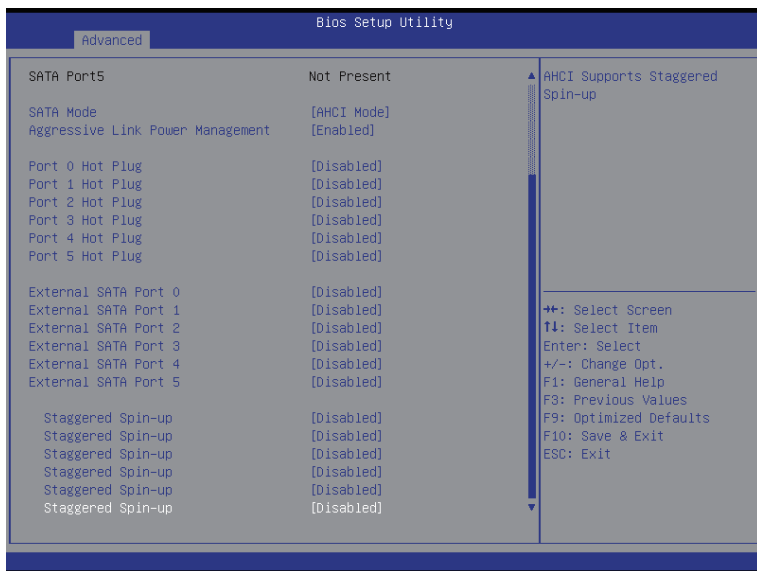 Bios Setup Utility
Advanced
SATA Port5 Not Present
SATA Mode [AHCI Mode]
Aggressive Link Power Management [Enabled]
Port 0 Hot Plug [Disabled]
Port 1 Hot Plug [Disabled]
Port 2 Hot Plug [Disabled]
Port 3 Hot Plug [Disabled]
Port 4 Hot Plug [Disabled]
Port 5 Hot Plug [Disabled]
External SATA Port 0 [Disabled]
External SATA Port 1 [Disabled]
External SATA Port 2 [Disabled]
External SATA Port 3 [Disabled]
External SATA Port 4 [Disabled]
External SATA Port 5 [Disabled]
Staggered Spin-up [Disabled]
Staggered Spin-up [Disabled]
Staggered Spin-up [Disabled]
Staggered Spin-up [Disabled]
Staggered Spin-up [Disabled]
Staggered Spin-up [Disabled]
AHCI Supports Staggered
Spin-up
→←: Select Screen
↑↓: Select Item
Enter: Select
+/-: Change Opt.
F1: General Help
F3: Previous Values
F9: Optimized Defaults
F10: Save & Exit
ESC: Exit